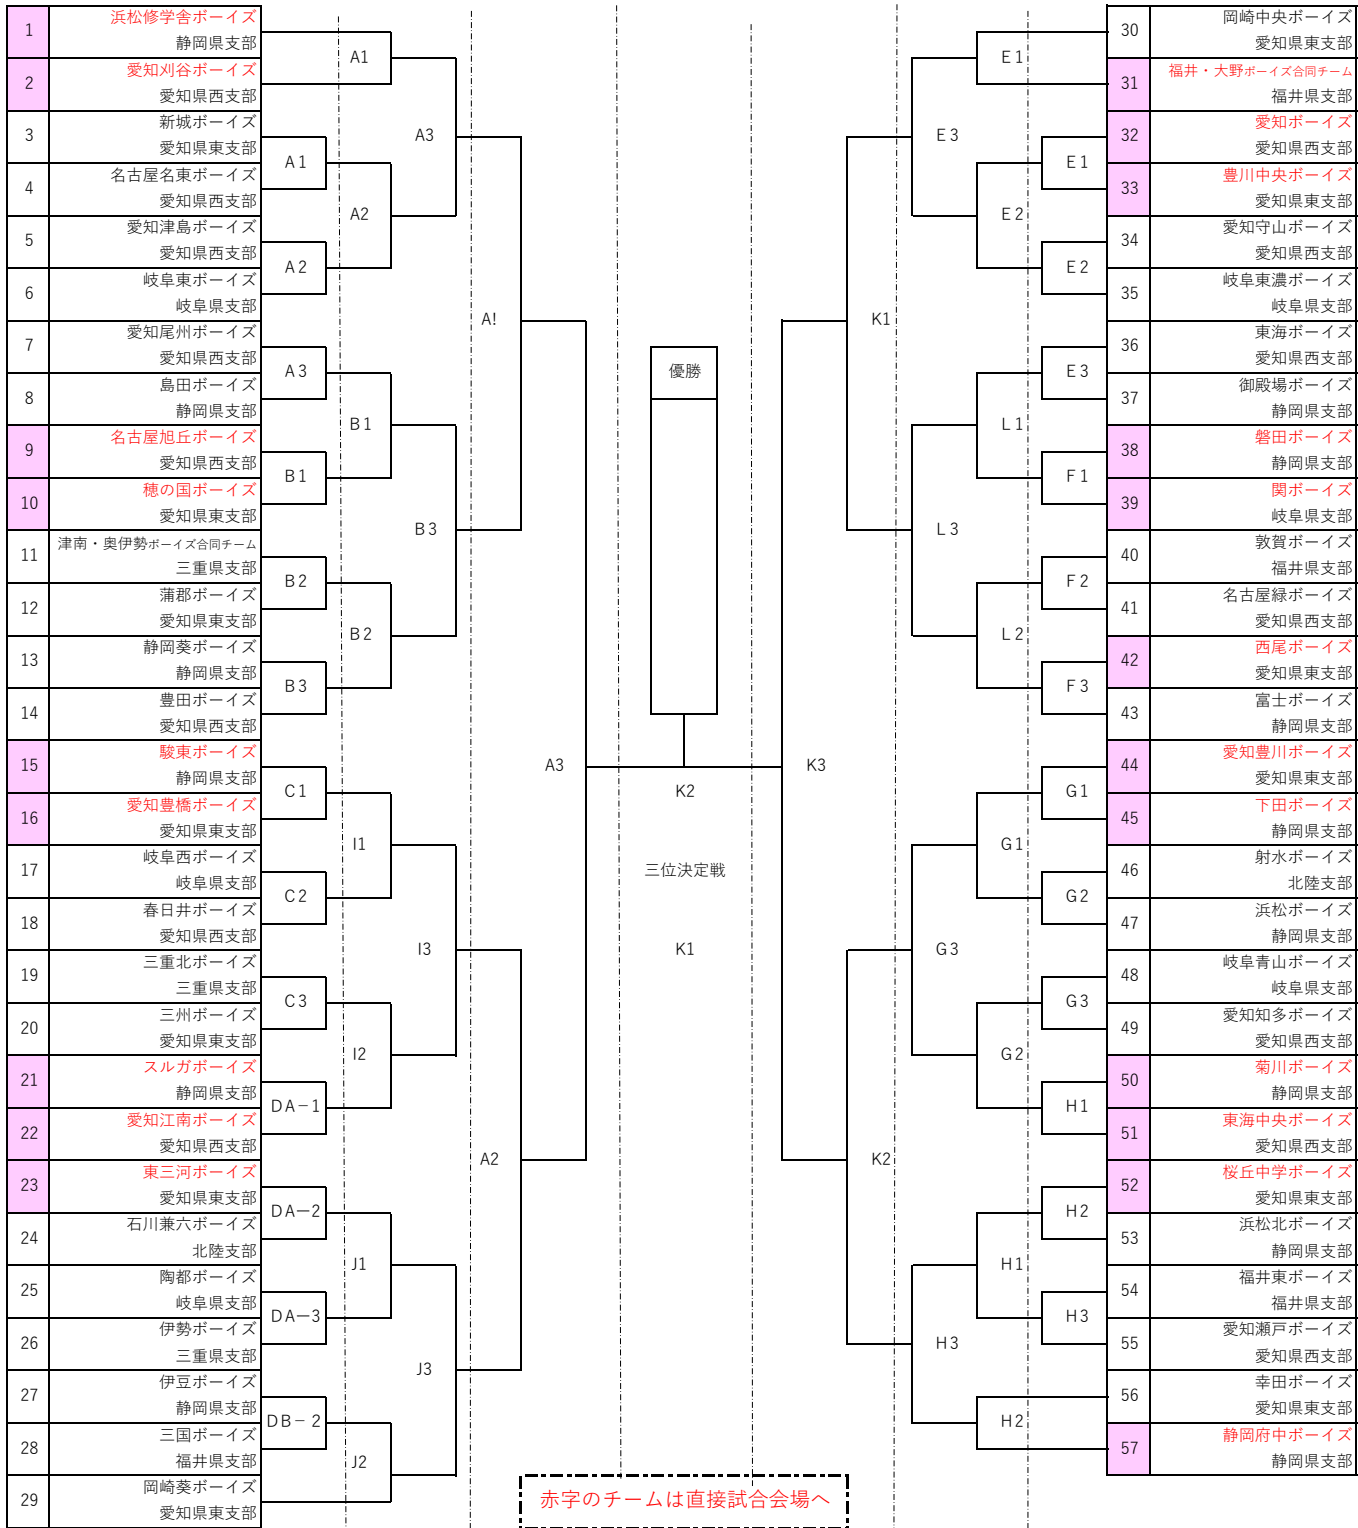 1 浜松修学舎ボーイズ
静岡県支部
2 愛知刈谷ボーイズ
愛知県西支部
3 新城ボーイズ
愛知県東支部
4 名古屋名東ボーイズ
愛知県西支部
5 愛知津島ボーイズ
愛知県西支部
6 岐阜東ボーイズ
岐阜県支部
7 愛知尾州ボーイズ
愛知県西支部
8 島田ボーイズ
静岡県支部
9 名古屋旭丘ボーイズ
愛知県西支部
10 穂の国ボーイズ
愛知県東支部
11 津南・奥伊勢ボーイズ合同チーム
三重県支部
12 蒲郡ボーイズ
愛知県東支部
13 静岡葵ボーイズ
静岡県支部
14 豊田ボーイズ
愛知県西支部
15 駿東ボーイズ
静岡県支部
16 愛知豊橋ボーイズ
愛知県東支部
17 岐阜西ボーイズ
岐阜県支部
18 春日井ボーイズ
愛知県西支部
19 三重北ボーイズ
三重県支部
20 三州ボーイズ
愛知県東支部
21 スルガボーイズ
静岡県支部
22 愛知江南ボーイズ
愛知県西支部
23 東三河ボーイズ
愛知県東支部
24 石川兼六ボーイズ
北陸支部
25 陶都ボーイズ
岐阜県支部
26 伊勢ボーイズ
三重県支部
27 伊豆ボーイズ
静岡県支部
28 三国ボーイズ
福井県支部
29 岡崎葵ボーイズ
愛知県東支部
A1
A2
A3
B1
B2
B3
C1
C2
C3
DA-1
DA-2
DA-3
DB-2
A1
A2
B1
B2
I1
I2
J1
J2
A3
B3
I3
J3
A!
A2
A3
優勝
K2
三位決定戦
K1
K3
K1
K2
E3
L3
G3
H3
E1
E2
L1
L2
G1
G2
H1
H2
E1
E2
E3
F1
F2
F3
G1
G2
G3
H1
H2
H3
30 岡崎中央ボーイズ
愛知県東支部
31 福井・大野ボーイズ合同チーム
福井県支部
32 愛知ボーイズ
愛知県西支部
33 豊川中央ボーイズ
愛知県東支部
34 愛知守山ボーイズ
愛知県西支部
35 岐阜東濃ボーイズ
岐阜県支部
36 東海ボーイズ
愛知県西支部
37 御殿場ボーイズ
静岡県支部
38 磐田ボーイズ
静岡県支部
39 関ボーイズ
岐阜県支部
40 敦賀ボーイズ
福井県支部
41 名古屋緑ボーイズ
愛知県西支部
42 西尾ボーイズ
愛知県東支部
43 富士ボーイズ
静岡県支部
44 愛知豊川ボーイズ
愛知県東支部
45 下田ボーイズ
静岡県支部
46 射水ボーイズ
北陸支部
47 浜松ボーイズ
静岡県支部
48 岐阜青山ボーイズ
岐阜県支部
49 愛知知多ボーイズ
愛知県西支部
50 菊川ボーイズ
静岡県支部
51 東海中央ボーイズ
愛知県西支部
52 桜丘中学ボーイズ
愛知県東支部
53 浜松北ボーイズ
静岡県支部
54 福井東ボーイズ
福井県支部
55 愛知瀬戸ボーイズ
愛知県西支部
56 幸田ボーイズ
愛知県東支部
57 静岡府中ボーイズ
静岡県支部
赤字のチームは直接試合会場へ